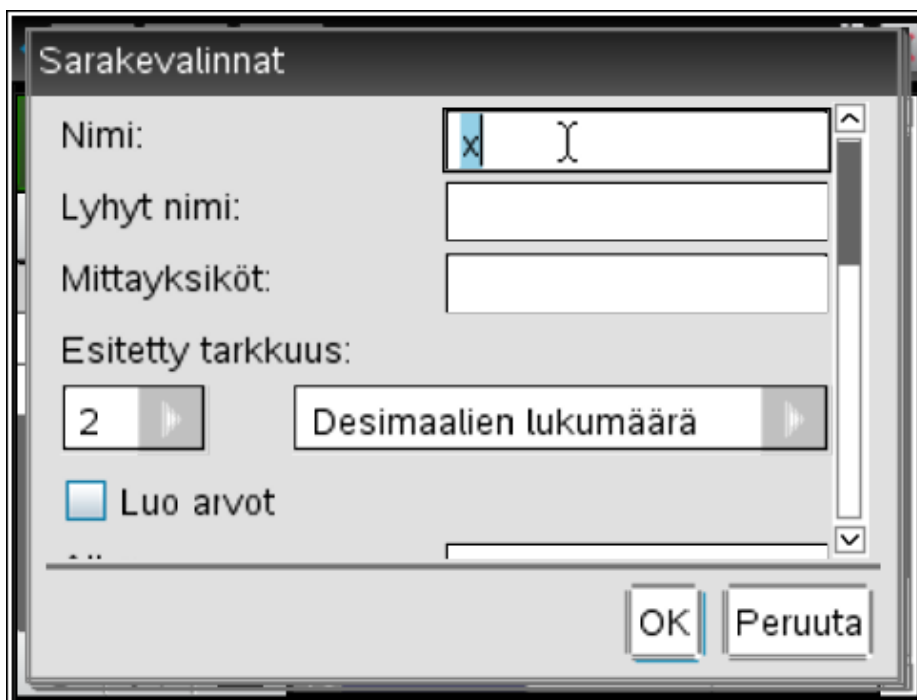 Sarakevalinnat
Nimi: x
Lyhyt nimi:
Mittayksiköt:
Esitetty tarkkuus:
2 Desimaalien lukumäärä
Luo arvot
OK Peruuta